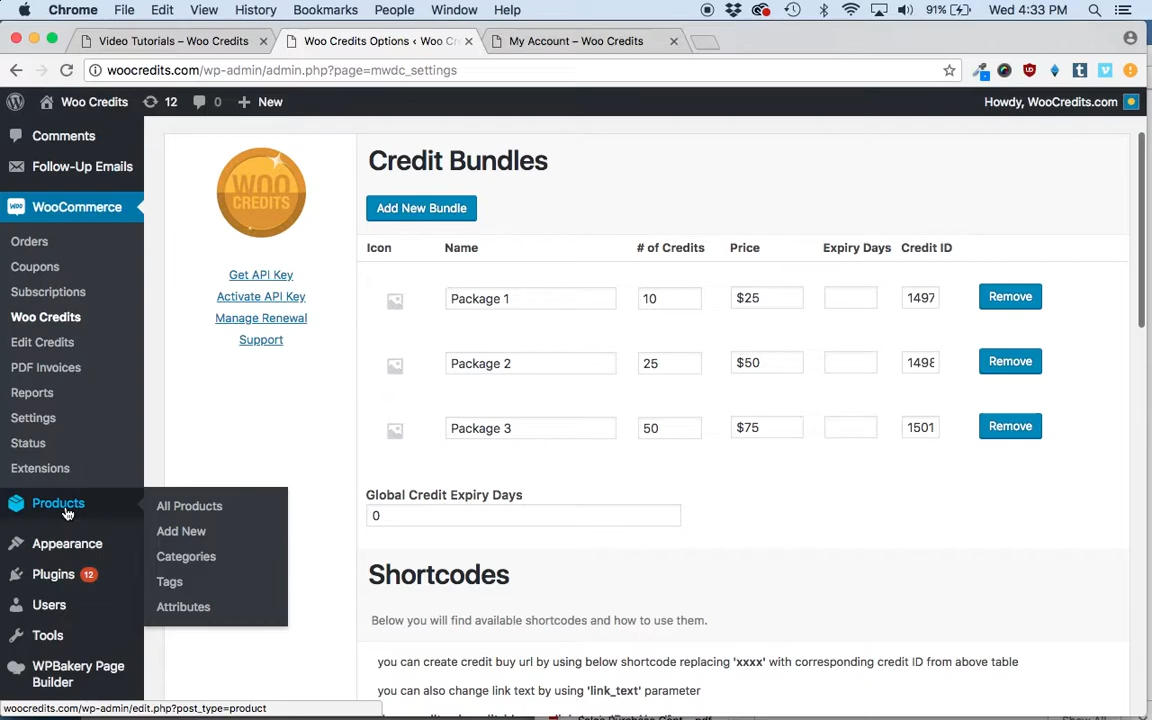 Chrome File Edit View History Bookmarks People Window Help 91% Wed 4:33 PM
Video Tutorials – Woo Credits Woo Credits Options ‹ Woo Cr My Account – Woo Credits
woocredits.com/wp-admin/admin.php?page=mwdc_settings
Woo Credits 12 0 New Howdy, WooCredits.com
Comments
Follow-Up Emails
WooCommerce
Orders
Coupons
Subscriptions
Woo Credits
Edit Credits
PDF Invoices
Reports
Settings
Status
Extensions
Products
All Products
Add New
Categories
Tags
Attributes
Appearance
Plugins 12
Users
Tools
WPBakery Page
Builder
woocredits.com/wp-admin/edit.php?post_type=product
WOO
CREDITS
Get API Key
Activate API Key
Manage Renewal
Support
Credit Bundles
Add New Bundle
Icon Name # of Credits Price Expiry Days Credit ID
Package 1 10 $25 1497 Remove
Package 2 25 $50 1498 Remove
Package 3 50 $75 1501 Remove
Global Credit Expiry Days
0
Shortcodes
Below you will find available shortcodes and how to use them.
you can create credit buy url by using below shortcode replacing 'xxxx' with corresponding credit ID from above table
you can also change link text by using 'link_text' parameter